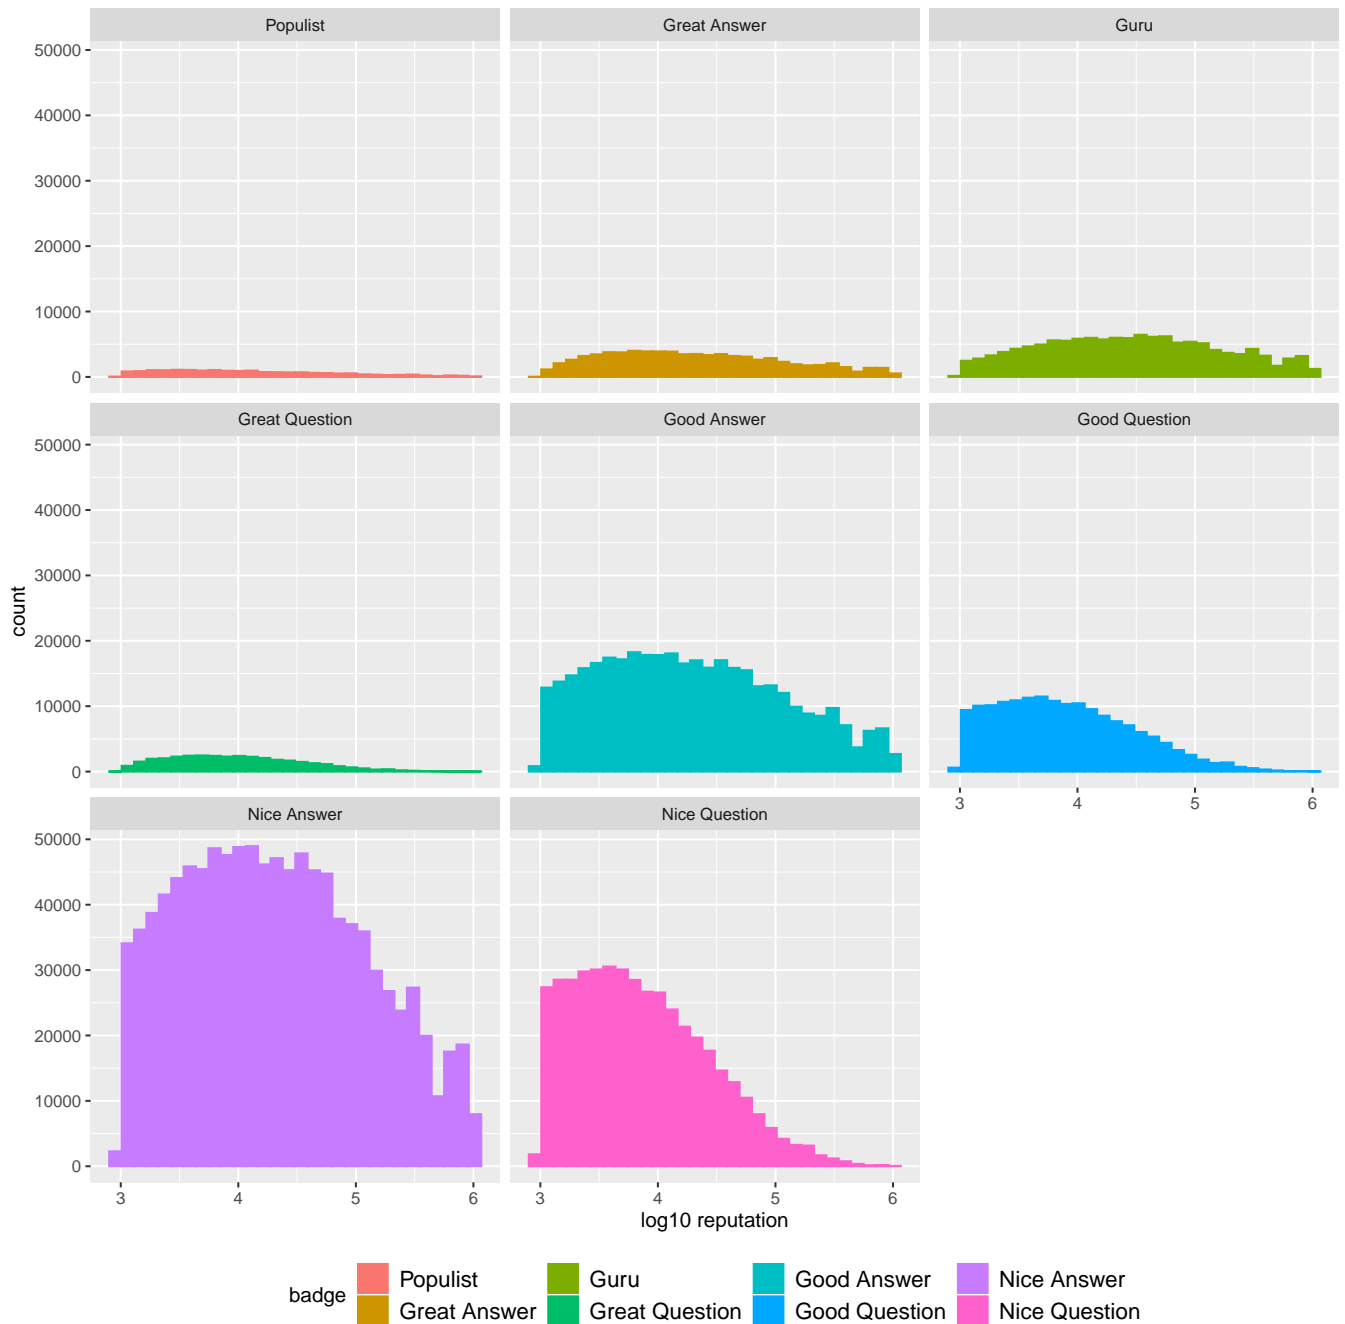 Populist
Great Answer
Guru
50000
40000
30000
20000
10000
0
Great Question
Good Answer
Good Question
50000
40000
30000
20000
10000
0
3 4 5 6
Nice Answer
Nice Question
50000
40000
30000
20000
10000
0
3 4 5 6
3 4 5 6
count
log10 reputation
badge
Populist
Guru
Good Answer
Nice Answer
Great Answer
Great Question
Good Question
Nice Question